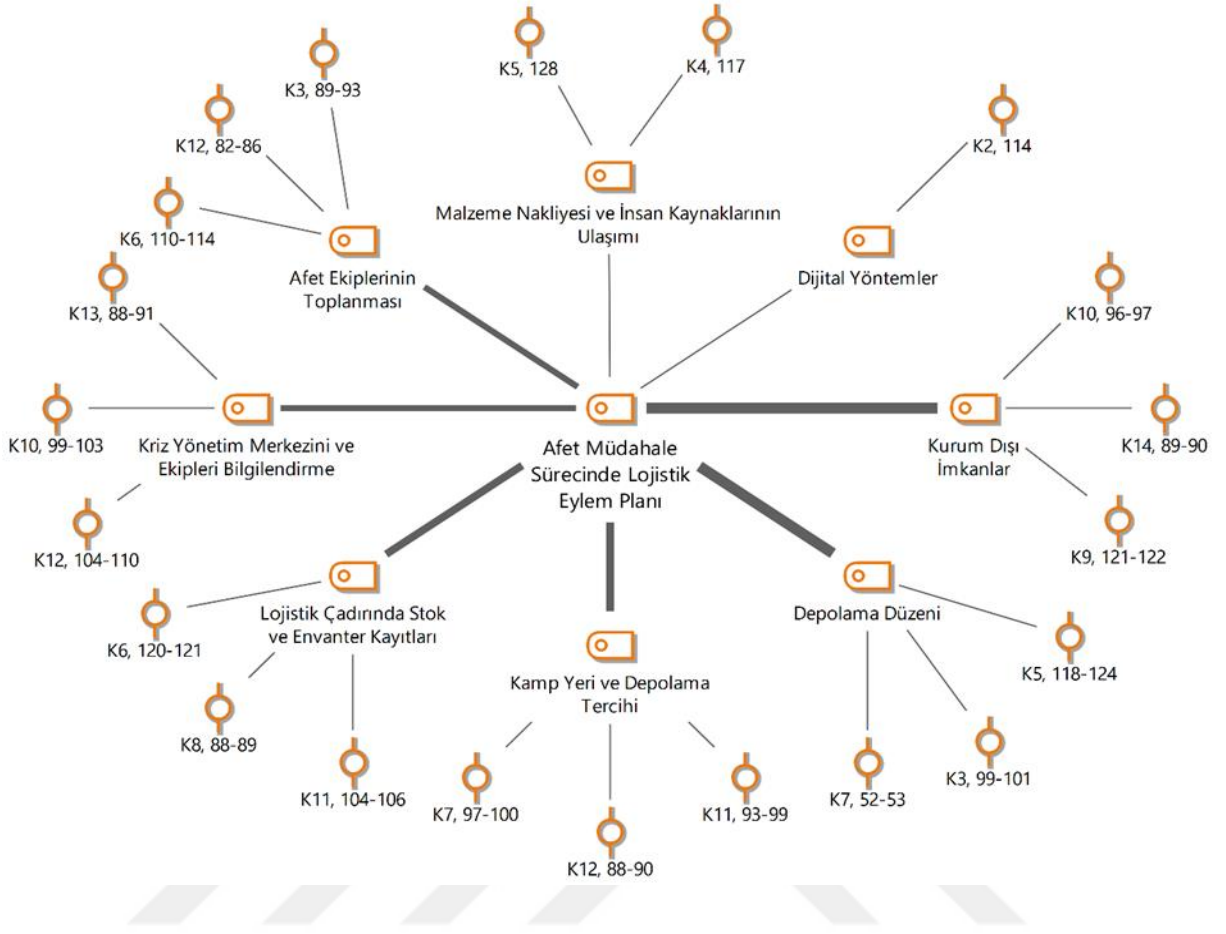 K5, 128
K4, 117
K3, 89-93
K12, 82-86
K2, 114
Malzeme Nakliyesi ve İnsan Kaynaklarının
Ulaşımı
K6, 110-114
Afet Ekiplerinin
Toplanması
Dijital Yöntemler
K13, 88-91
K10, 96-97
K10, 99-103
Kriz Yönetim Merkezini ve
Ekipleri Bilgilendirme
Afet Müdahale
Sürecinde Lojistik
Eylem Planı
Kurum Dışı
İmkanlar
K14, 89-90
K12, 104-110
K9, 121-122
Lojistik Çadırında Stok
ve Envanter Kayıtları
Depolama Düzeni
K6, 120-121
K5, 118-124
Kamp Yeri ve Depolama
Tercihi
K8, 88-89
K3, 99-101
K11, 104-106
K7, 97-100
K11, 93-99
K7, 52-53
K12, 88-90